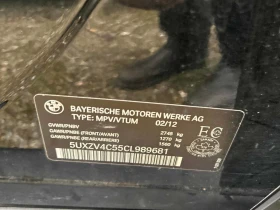 BAYERISCHE MOTOREN WERKE AG
TYPE: MPV/VTUM 02/12
GVWR/PNBV 2748 kg
GAWR/PNBE (FRONT/AVANT) 1270 kg
GAWR/PNBE (REAR/ARRIERE) 1560 kg
5UXZV4C55CL989681